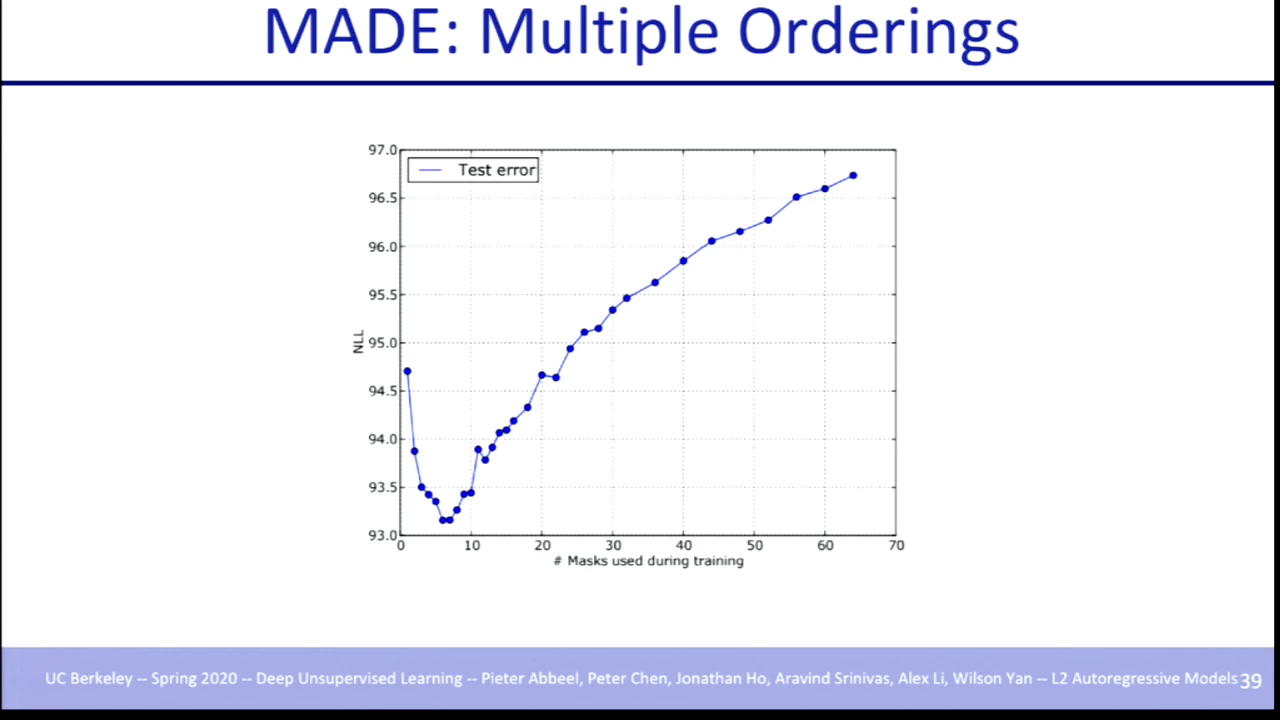 MADE: Multiple Orderings
97.0
Test error
96.5
96.0
95.5
95.0
NLL
94.5
94.0
93.5
93.0
0 10 20 30 40 50 60 70
# Masks used during training
UC Berkeley -- Spring 2020 -- Deep Unsupervised Learning -- Pieter Abbeel, Peter Chen, Jonathan Ho, Aravind Srinivas, Alex Li, Wilson Yan -- L2 Autoregressive Models 39